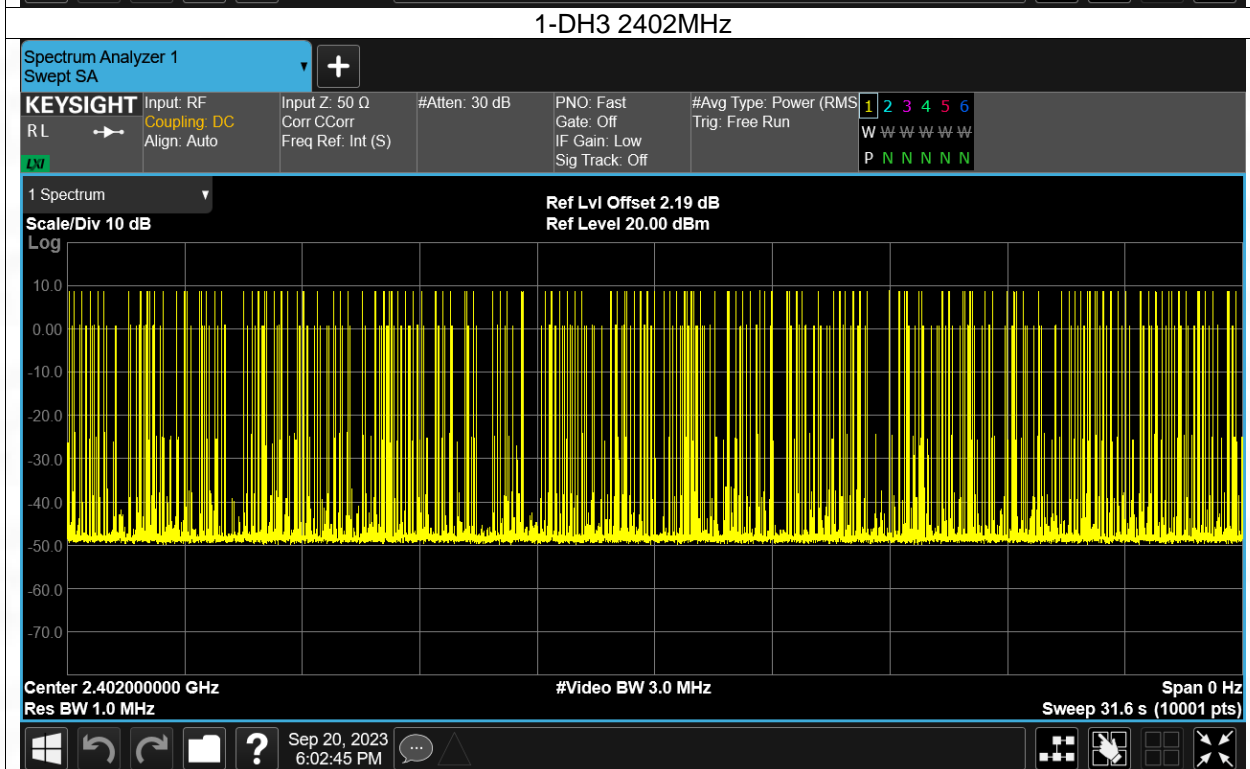 1-DH3 2402MHz
Spectrum Analyzer 1
Swept SA
+
KEYSIGHT
RL
LXI
Input: RF
Coupling: DC
Align: Auto
Input Z: 50 Ω
Corr CCorr
Freq Ref: Int (S)
#Atten: 30 dB
PNO: Fast
Gate: Off
IF Gain: Low
Sig Track: Off
#Avg Type: Power (RMS
Trig: Free Run
1 2 3 4 5 6
W W W W W W
P N N N N N
1 Spectrum
Scale/Div 10 dB
Ref Lvl Offset 2.19 dB
Ref Level 20.00 dBm
Log
10.0
0.00
-10.0
-20.0
-30.0
-40.0
-50.0
-60.0
-70.0
Center 2.402000000 GHz
#Video BW 3.0 MHz
Span 0 Hz
Res BW 1.0 MHz
Sweep 31.6 s (10001 pts)
?
Sep 20, 2023
6:02:45 PM